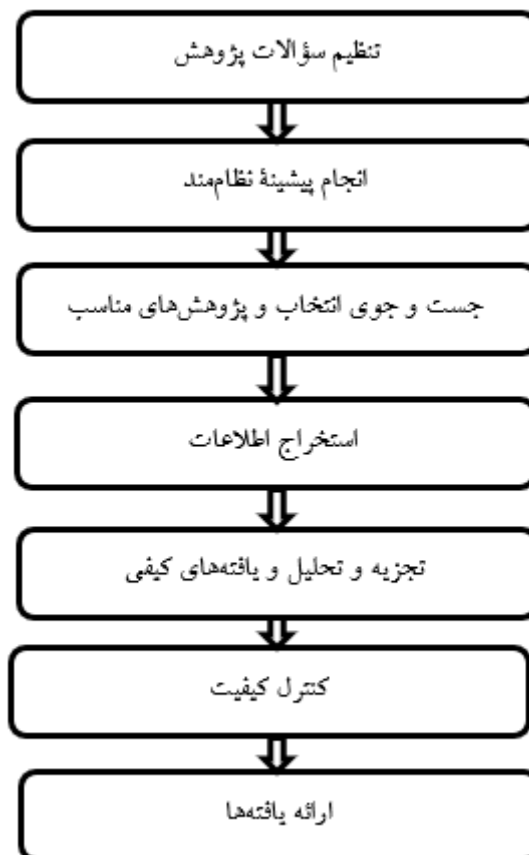 تنظیم سؤالات پژوهش
انجام پیشینۀ نظام‌مند
جست و جوی انتخاب و پژوهش‌های مناسب
استخراج اطلاعات
تجزیه و تحلیل و یافته‌های کیفی
کنترل کیفیت
ارائه یافته‌ها